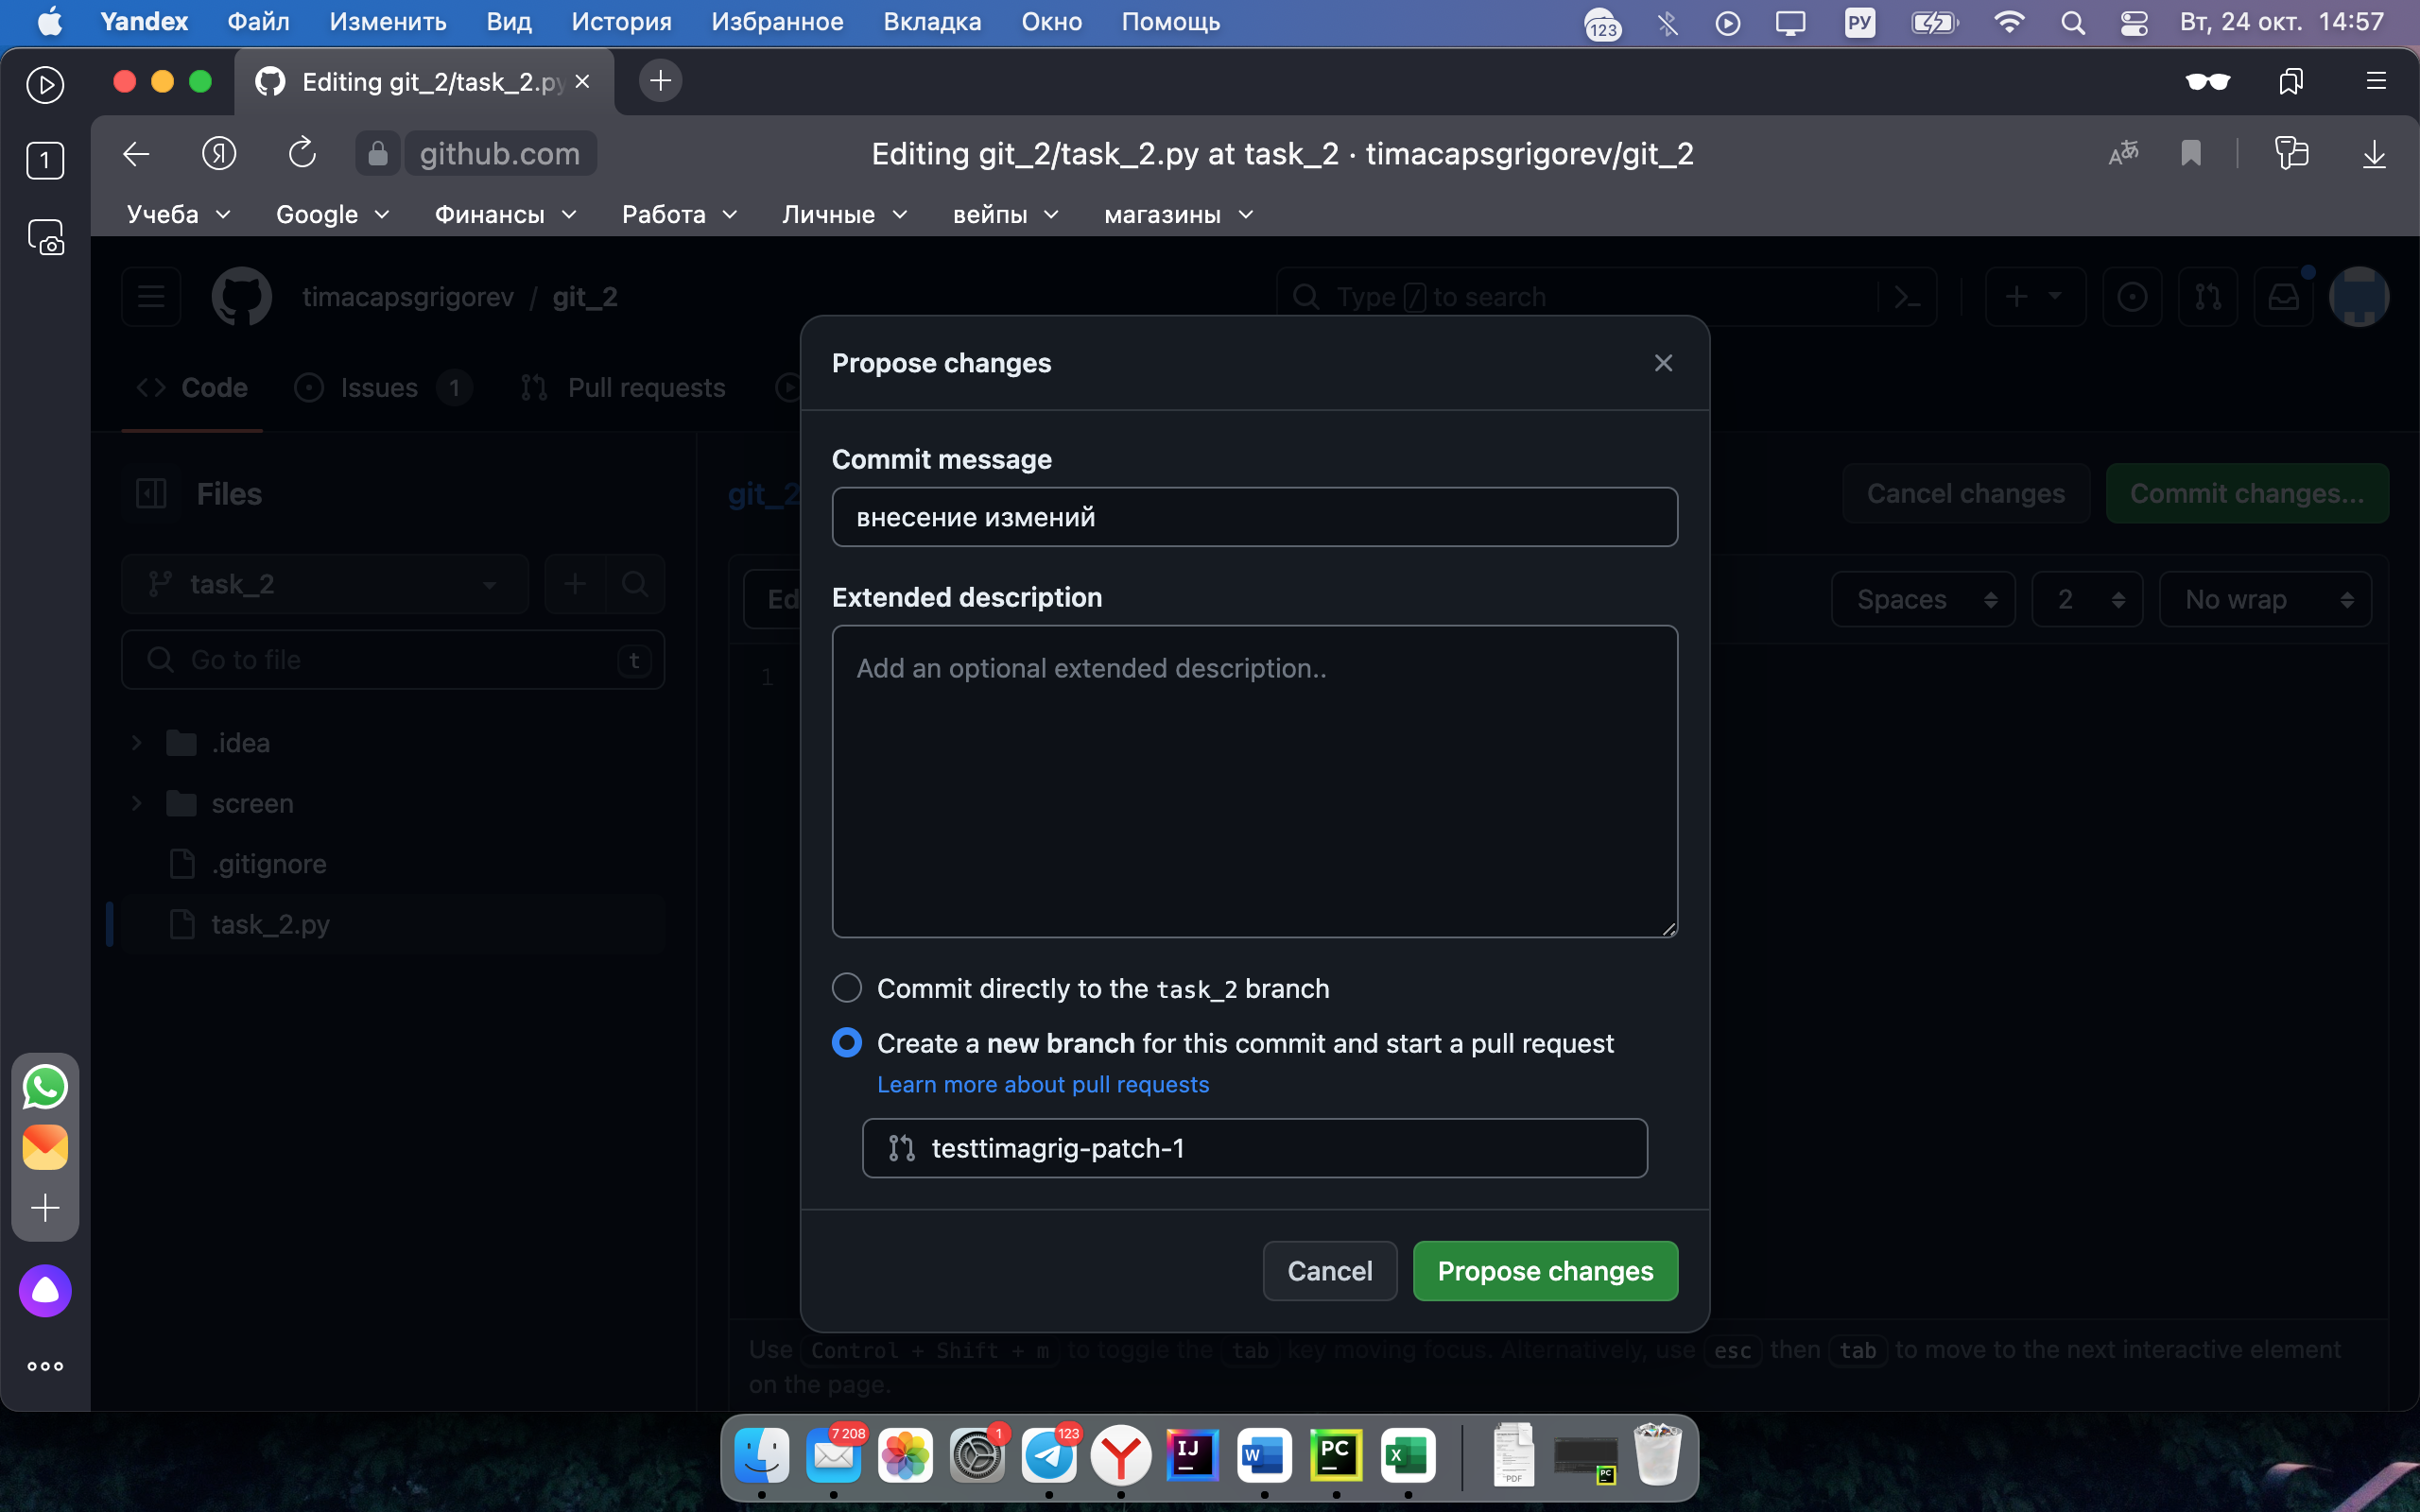 Yandex Файл Изменить Вид История Избранное Вкладка Окно Помощь 123 РУ Вт, 24 окт. 14:57
Editing git_2/task_2.py
1
github.com Editing git_2/task_2.py at task_2 · timacapsgrigorev/git_2
Учеба Google Финансы Работа Личные вейпы магазины
timacapsgrigorev / git_2 Type / to search
Code Issues 1 Pull requests
Propose changes
Files git_2 Cancel changes Commit changes...
Commit message
внесение измений
task_2 Spaces 2 No wrap
Extended description
Go to file t 1
Add an optional extended description..
.idea
screen
.gitignore
task_2.py
Commit directly to the task_2 branch
Create a new branch for this commit and start a pull request
Learn more about pull requests
testtimagrig-patch-1
Cancel Propose changes
Use Control + Shift + m to toggle the tab key moving focus. Alternatively, use esc then tab to move to the next interactive element
on the page.
7 208 1 123 IJ W PC X PDF PC